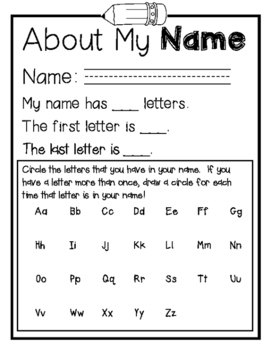 About My Name
Name:
My name has ___ letters.
The first letter is ___.
The last letter is ___.
Circle the letters that you have in your name. If you
have a letter more than once, draw a circle for each
time that letter is in your name!
Aa Bb Cc Dd Ee Ff Gg
Hh Ii Jj Kk Ll Mm Nn
Oo Pp Qq Rr Ss Tt Uu
Vv Ww Xx Yy Zz